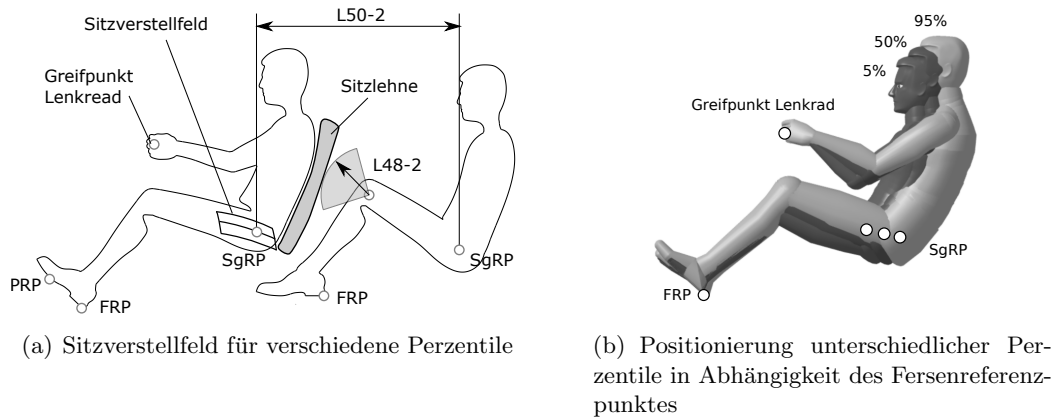 L50-2
Sitzverstellfeld
Greifpunkt
Lenkread
Sitzlehne
L48-2
SgRP
SgRP
PRP
FRP
FRP
(a) Sitzverstellfeld für verschiedene Perzentile
95%
50%
5%
Greifpunkt Lenkrad
SgRP
FRP
(b) Positionierung unterschiedlicher Per-
zentile in Abhängigkeit des Fersenreferenz-
punktes